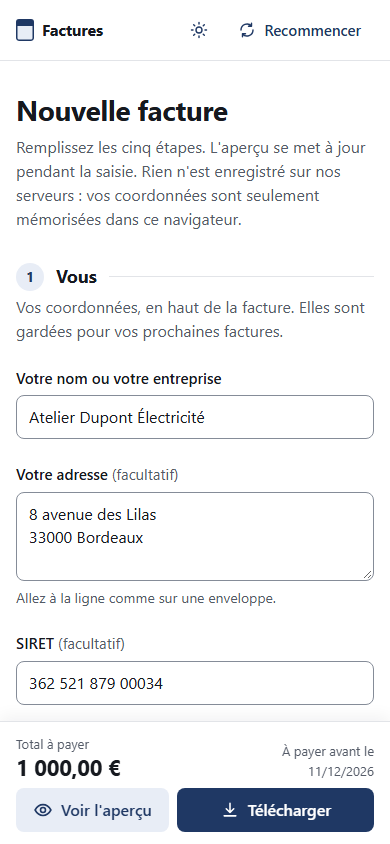 Factures
Recommencer
Nouvelle facture
Remplissez les cinq étapes. L'aperçu se met à jour
pendant la saisie. Rien n'est enregistré sur nos
serveurs : vos coordonnées sont seulement
mémorisées dans ce navigateur.
1 Vous
Vos coordonnées, en haut de la facture. Elles sont
gardées pour vos prochaines factures.
Votre nom ou votre entreprise
Atelier Dupont Électricité
Votre adresse (facultatif)
8 avenue des Lilas
33000 Bordeaux
Allez à la ligne comme sur une enveloppe.
SIRET (facultatif)
362 521 879 00034
Total à payer
1 000,00 €
À payer avant le
11/12/2026
Voir l'aperçu
Télécharger